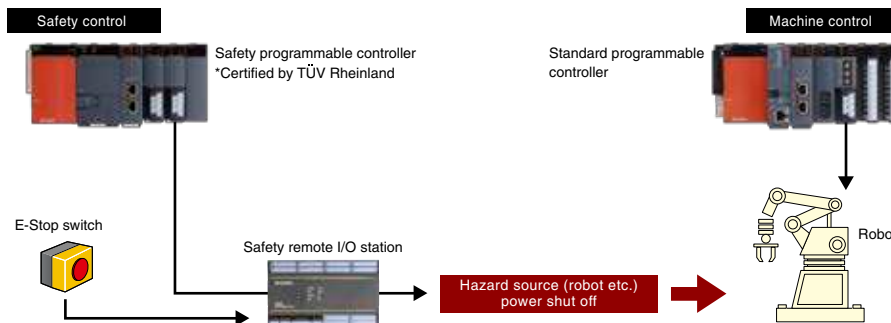 Safety control
Machine control
Safety programmable controller
*Certified by TÜV Rheinland
Standard programmable
controller
E-Stop switch
Safety remote I/O station
Hazard source (robot etc.)
power shut off
Robo